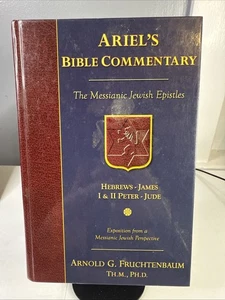 ARIEL'S
BIBLE COMMENTARY
The Messianic Jewish Epistles
HEBREWS - JAMES
I & II PETER - JUDE
Exposition from a
Messianic Jewish Perspective
ARNOLD G. FRUCHTENBAUM
TH.M., PH.D.